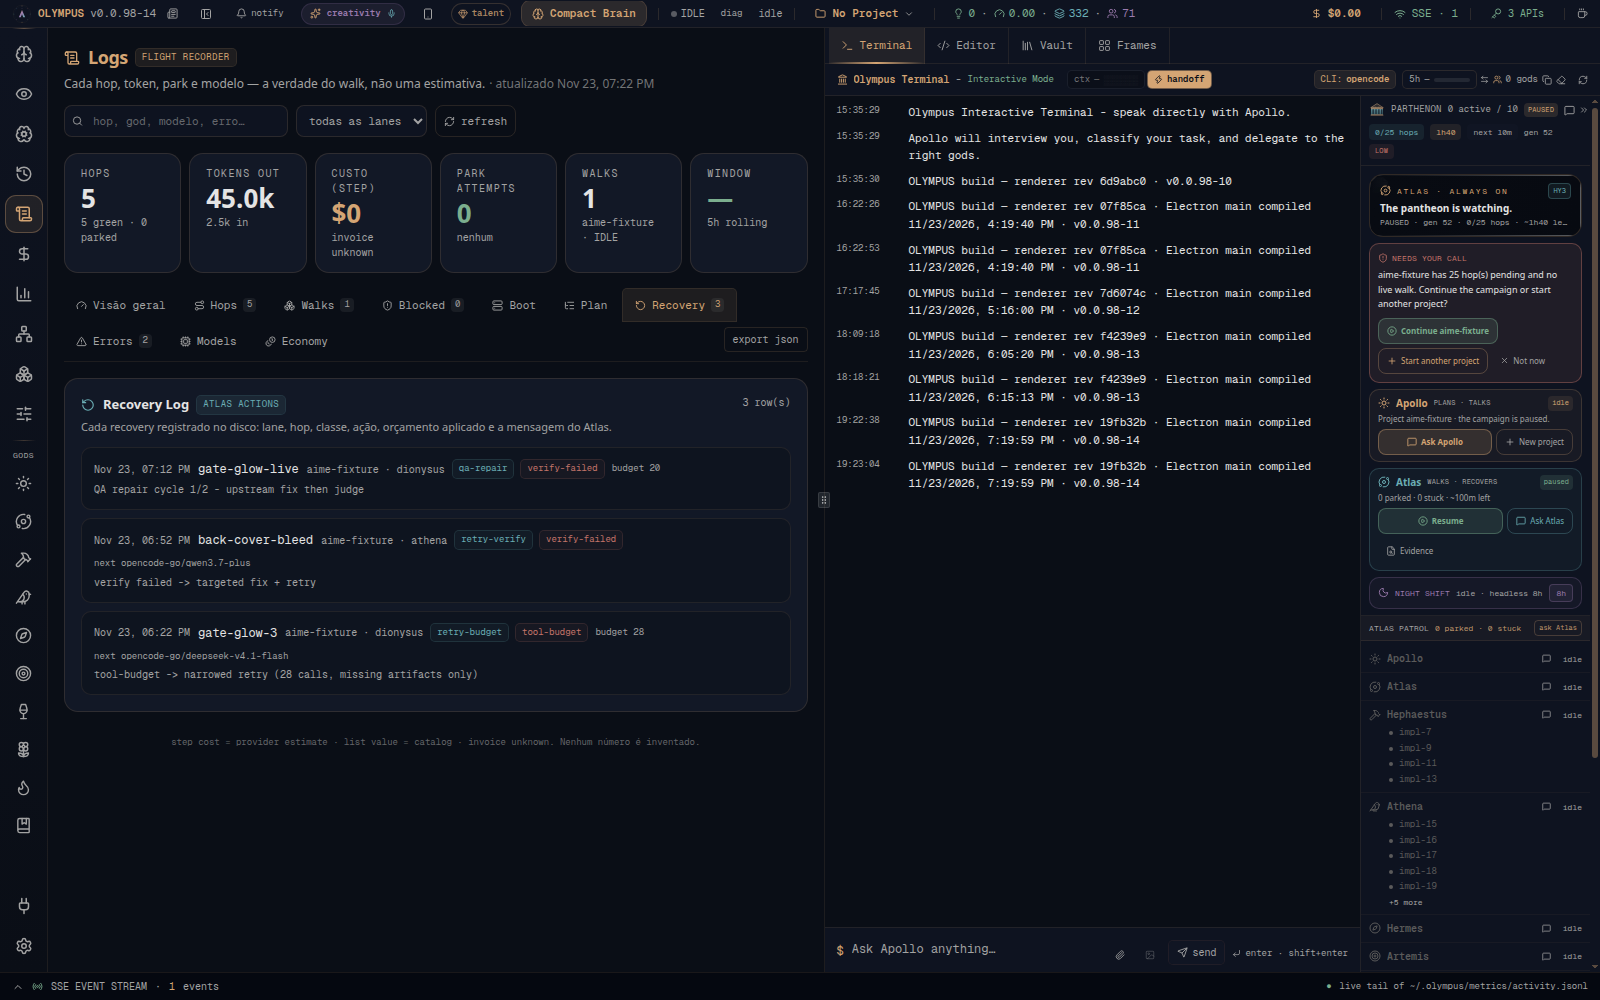 OLYMPUS v0.0.98-14
notify
creativity
talent
Compact Brain
IDLE
diag
idle
No Project
0 · 0.00 · 332 · 71
$0.00
SSE · 1
3 APIs
GODS
Logs
FLIGHT RECORDER
Cada hop, token, park e modelo — a verdade do walk, não uma estimativa. · atualizado Nov 23, 07:22 PM
hop, god, modelo, erro…
todas as lanes
refresh
HOPS
5
5 green · 0 parked
TOKENS OUT
45.0k
2.5k in
CUSTO (STEP)
$0
invoice unknown
PARK ATTEMPTS
0
nenhum
WALKS
1
aime-fixture · IDLE
WINDOW
—
5h rolling
Visão geral
Hops 5
Walks 1
Blocked 0
Boot
Plan
Recovery 3
Errors 2
Models
Economy
export json
Recovery Log
ATLAS ACTIONS
3 row(s)
Cada recovery registrado no disco: lane, hop, classe, ação, orçamento aplicado e a mensagem do Atlas.
Nov 23, 07:12 PM gate-glow-live aime-fixture · dionysus qa-repair verify-failed budget 20
QA repair cycle 1/2 - upstream fix then judge
Nov 23, 06:52 PM back-cover-bleed aime-fixture · athena retry-verify verify-failed
next opencode-go/qwen3.7-plus
verify failed -> targeted fix + retry
Nov 23, 06:22 PM gate-glow-3 aime-fixture · dionysus retry-budget tool-budget budget 28
next opencode-go/deepseek-v4.1-flash
tool-budget -> narrowed retry (28 calls, missing artifacts only)
step cost = provider estimate · list value = catalog · invoice unknown. Nenhum número é inventado.
Terminal
Editor
Vault
Frames
Olympus Terminal - Interactive Mode
ctx —
handoff
CLI: opencode
5h —
0 gods
15:35:29 Olympus Interactive Terminal - speak directly with Apollo.
15:35:29 Apollo will interview you, classify your task, and delegate to the
right gods.
15:35:30 OLYMPUS build — renderer rev 6d9abc0 · v0.0.98-10
16:22:26 OLYMPUS build — renderer rev 07f85ca · Electron main compiled
11/23/2026, 4:19:40 PM · v0.0.98-11
16:22:53 OLYMPUS build — renderer rev 07f85ca · Electron main compiled
11/23/2026, 4:19:40 PM · v0.0.98-11
17:17:45 OLYMPUS build — renderer rev 7d6074c · Electron main compiled
11/23/2026, 5:16:00 PM · v0.0.98-12
18:09:18 OLYMPUS build — renderer rev f4239e9 · Electron main compiled
11/23/2026, 6:05:20 PM · v0.0.98-13
18:18:21 OLYMPUS build — renderer rev f4239e9 · Electron main compiled
11/23/2026, 6:15:13 PM · v0.0.98-13
19:22:38 OLYMPUS build — renderer rev 19fb32b · Electron main compiled
11/23/2026, 7:19:59 PM · v0.0.98-14
19:23:04 OLYMPUS build — renderer rev 19fb32b · Electron main compiled
11/23/2026, 7:19:59 PM · v0.0.98-14
$ Ask Apollo anything…
send
enter · shift+enter
PARTHENON 0 active / 10 PAUSED
0/25 hops
1h40
next 10m
gen 52
LOW
ATLAS · ALWAYS ON
HY3
The pantheon is watching.
PAUSED · gen 52 · 0/25 hops · ~1h40 le…
NEEDS YOUR CALL
aime-fixture has 25 hop(s) pending and no
live walk. Continue the campaign or start
another project?
Continue aime-fixture
Start another project
Not now
Apollo PLANS · TALKS idle
Project aime-fixture · the campaign is paused.
Ask Apollo
New project
Atlas WALKS · RECOVERS paused
0 parked · 0 stuck · ~100m left
Resume
Ask Atlas
Evidence
NIGHT SHIFT idle · headless 8h 8h
ATLAS PATROL 0 parked · 0 stuck ask Atlas
Apollo idle
Atlas idle
Hephaestus idle
impl-7
impl-9
impl-11
impl-13
Athena idle
impl-15
impl-16
impl-17
impl-18
impl-19
+5 more
Hermes idle
Artemis idle
SSE EVENT STREAM · 1 events
live tail of ~/.olympus/metrics/activity.jsonl